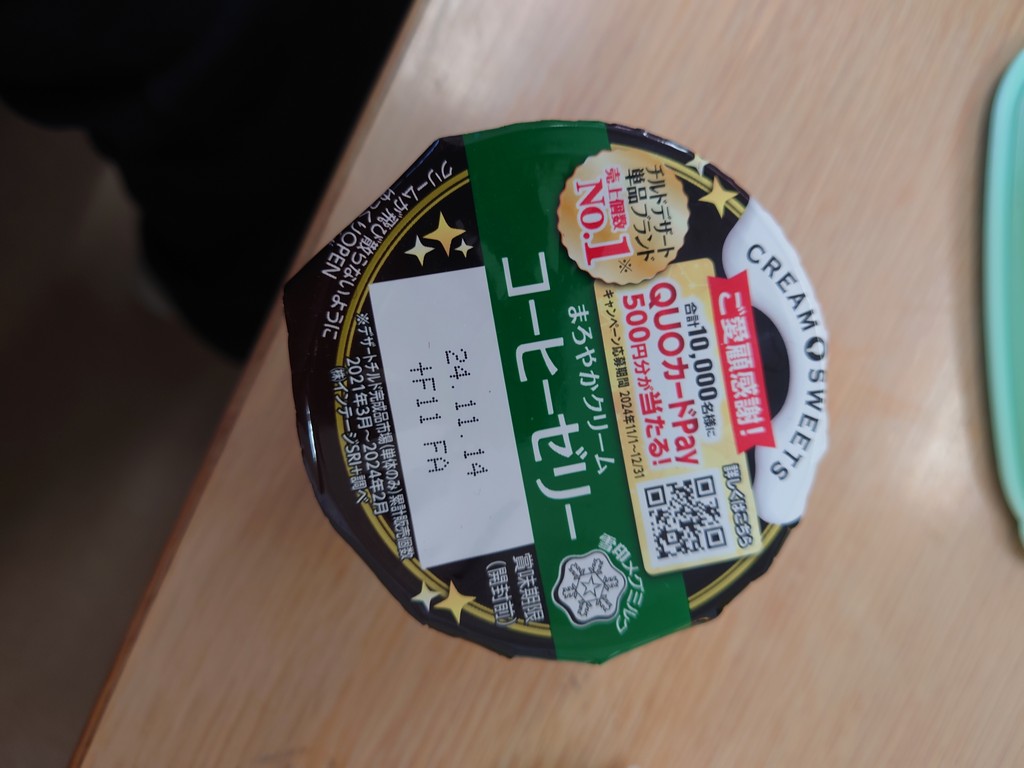 CREAM SWEETS
ご愛顧感謝!
合計10,000名様に
QUOカードPay
500円分が当たる!
キャンペーン応募期間 2024年11/1~12/31
詳しくはこちら
チルドデザート
単品ブランド
売上個数
No.1※
まろやかクリーム
コーヒーゼリー
雪印メグミルク
賞味期限
(開封前)
24.11.14
+F11 FA
※デザートチルド完成品市場(単体のみ)累計販売個数
2021年3月~2024年2月
㈱インテージSRI+調べ
クリームが飛び散らないように
OPEN